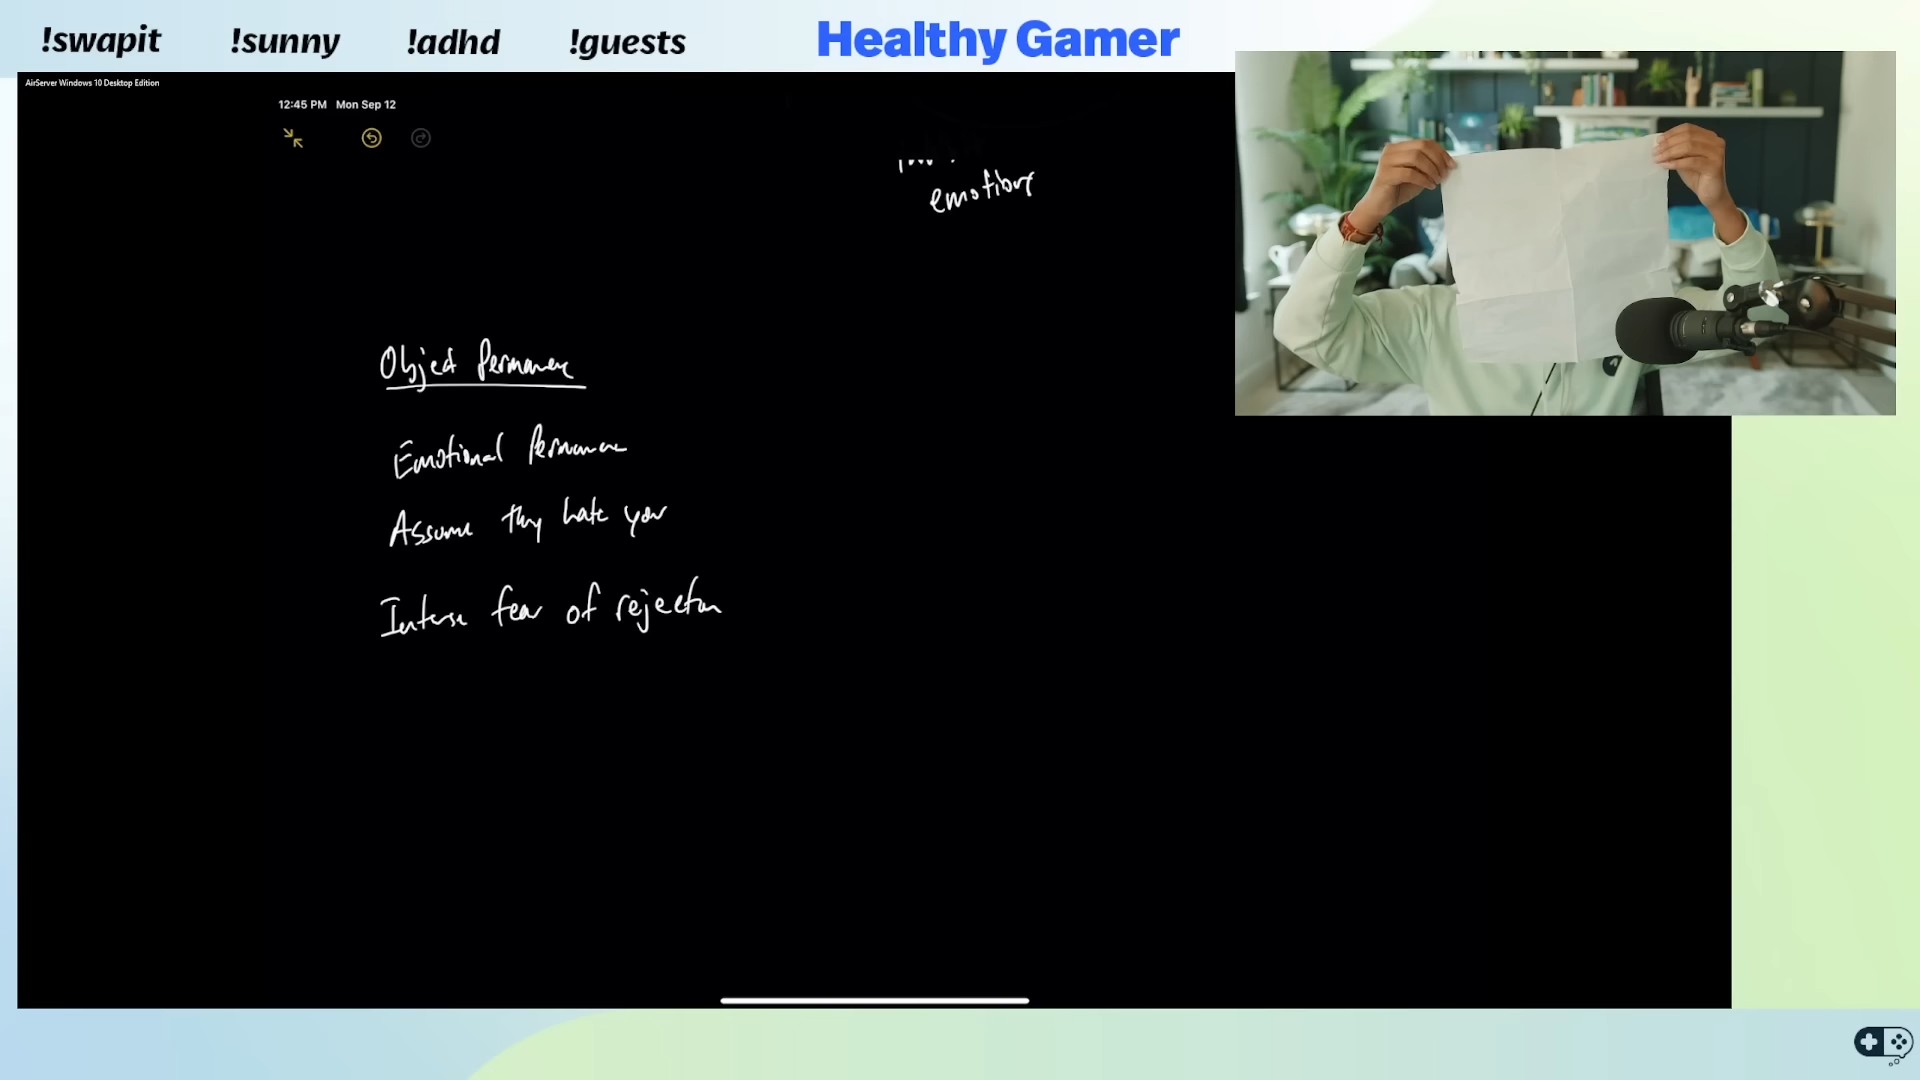 !swapit !sunny !adhd !guests Healthy Gamer
AirServer Windows 10 Desktop Edition
12:45 PM Mon Sep 12
emotions
Object Permanence
Emotional Permanence
Assume they hate you
Intense fear of rejection